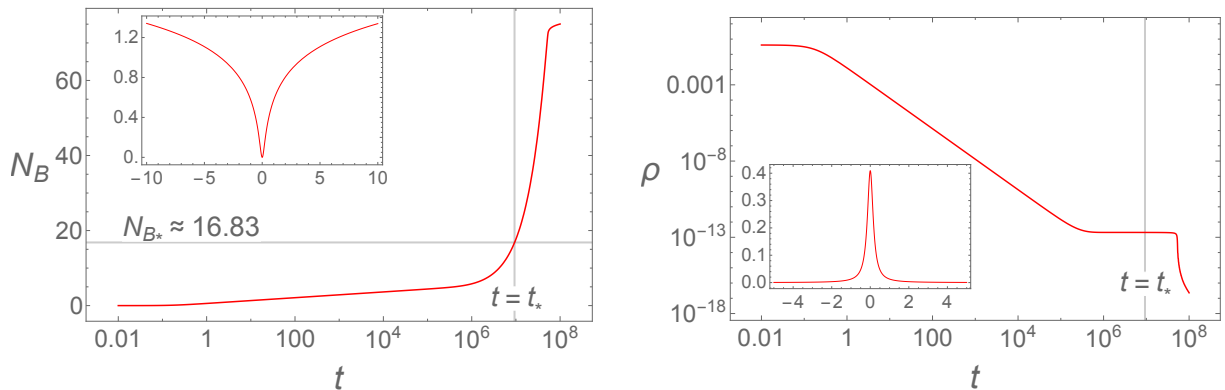 −10 −5 0 5 10
0.
0.4
0.8
1.2
0
20
40
60
N_B
N_{B*} ≈ 16.83
t = t_*
0.01 1 100 10^4 10^6 10^8
t
0.001
10^{−8}
10^{−13}
10^{−18}
ρ
0.4
0.3
0.2
0.1
0.0
−4 −2 0 2 4
t = t_*
0.01 1 100 10^4 10^6 10^8
t